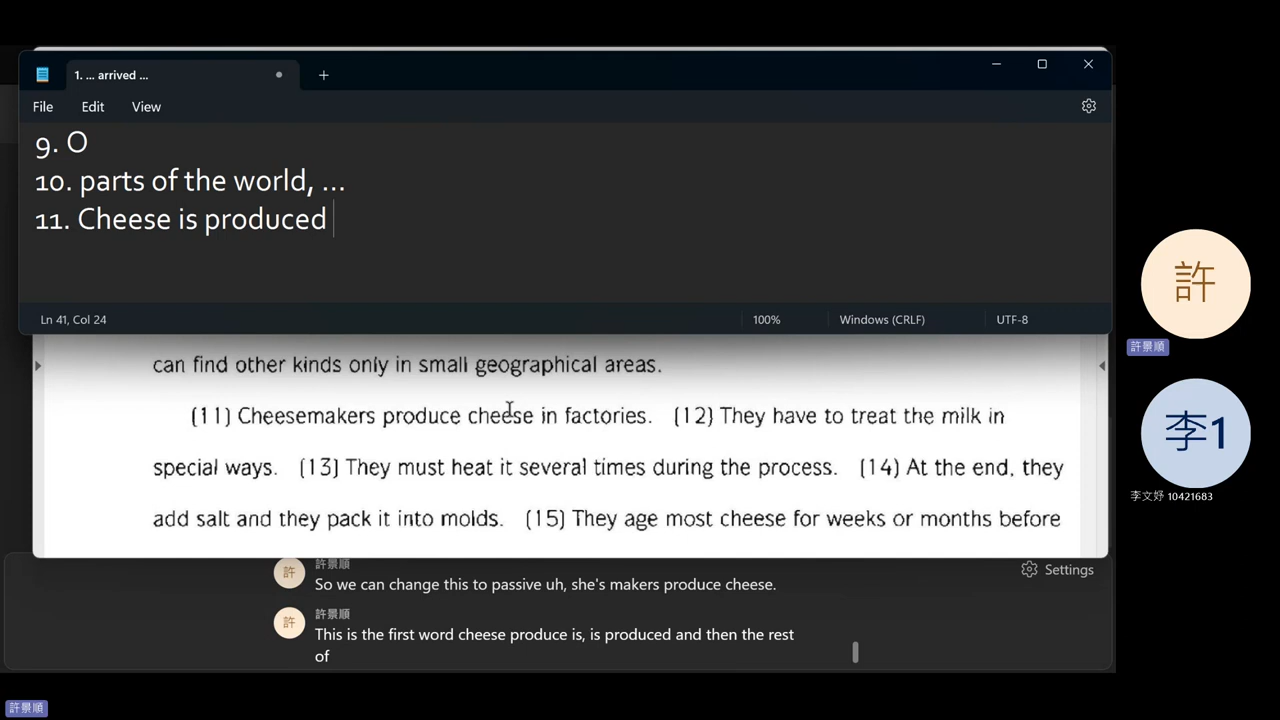 1. ... arrived ...
File Edit View
9. O
10. parts of the world, ...
11. Cheese is produced
Ln 41, Col 24 100% Windows (CRLF) UTF-8
can find other kinds only in small geographical areas.
(11) Cheesemakers produce cheese in factories. (12) They have to treat the milk in
special ways. (13) They must heat it several times during the process. (14) At the end, they
add salt and they pack it into molds. (15) They age most cheese for weeks or months before
許景順
許 So we can change this to passive uh, she's makers produce cheese.
Settings
許景順
許 This is the first word cheese produce is, is produced and then the rest
of
許
許景順
李1
李文妤 10421683
許景順